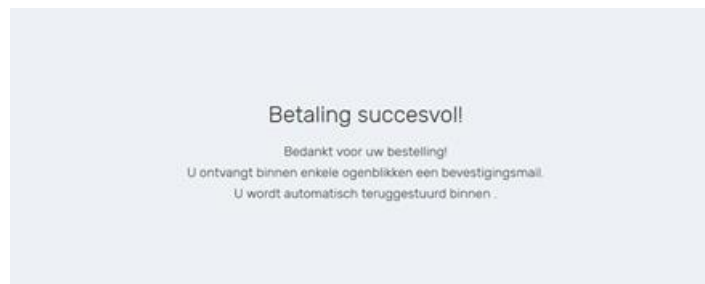 Betaling succesvol!
Bedankt voor uw bestelling!
U ontvangt binnen enkele ogenblikken een bevestigingsmail.
U wordt automatisch teruggestuurd binnen .